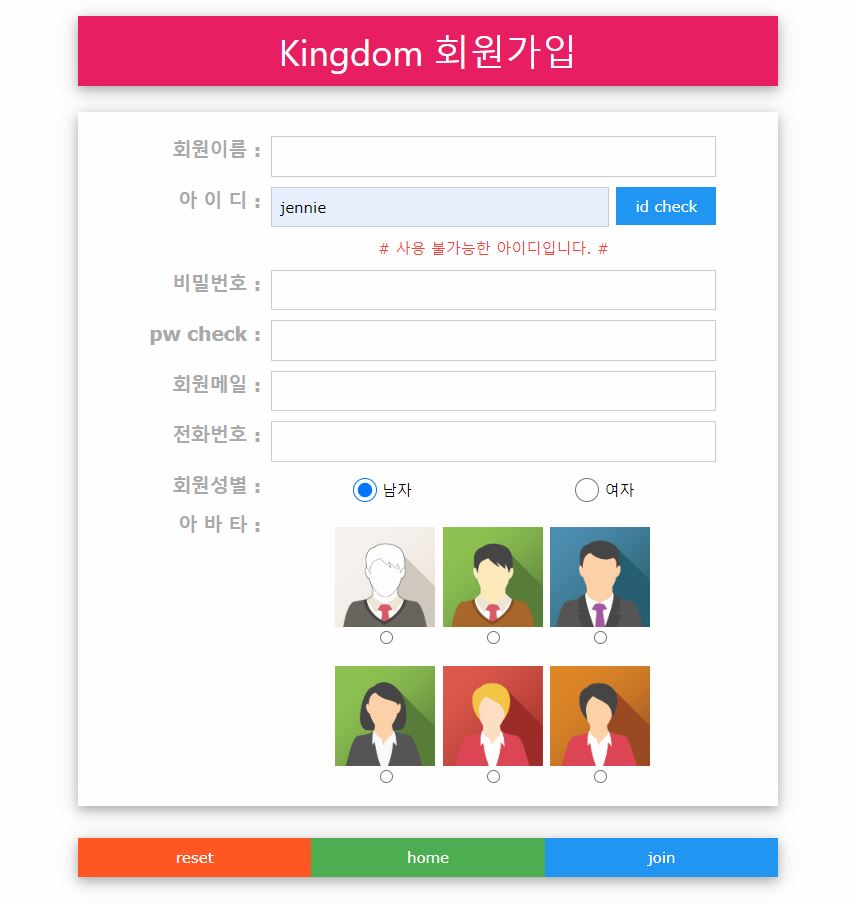 Kingdom 회원가입
회원이름 :
아 이 디 : jennie id check
# 사용 불가능한 아이디입니다. #
비밀번호 :
pw check :
회원메일 :
전화번호 :
회원성별 : 남자 여자
아 바 타 :
reset home join